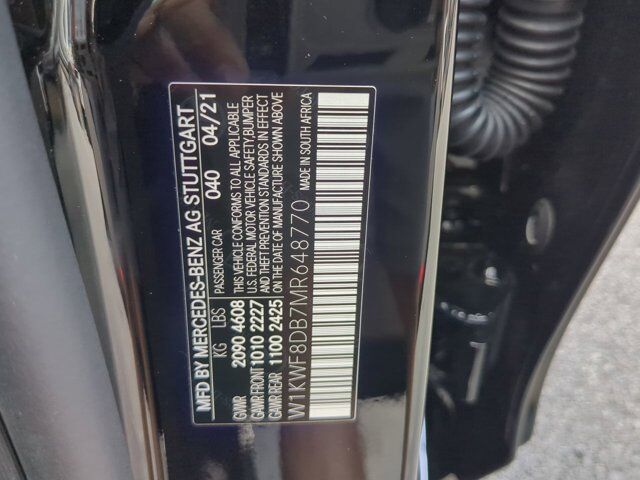 MFD BY MERCEDES-BENZ AG STUTTGART
PASSENGER CAR 040 04/21
KG LBS
GVWR 2090 4608
GAWR FRONT 1010 2227
GAWR REAR 1100 2425
THIS VEHICLE CONFORMS TO ALL APPLICABLE
U.S. FEDERAL MOTOR VEHICLE SAFETY,BUMPER
AND THEFT PREVENTION STANDARDS IN EFFECT
ON THE DATE OF MANUFACTURE SHOWN ABOVE
W1KWF8DB7MR648770
MADE IN SOUTH AFRICA